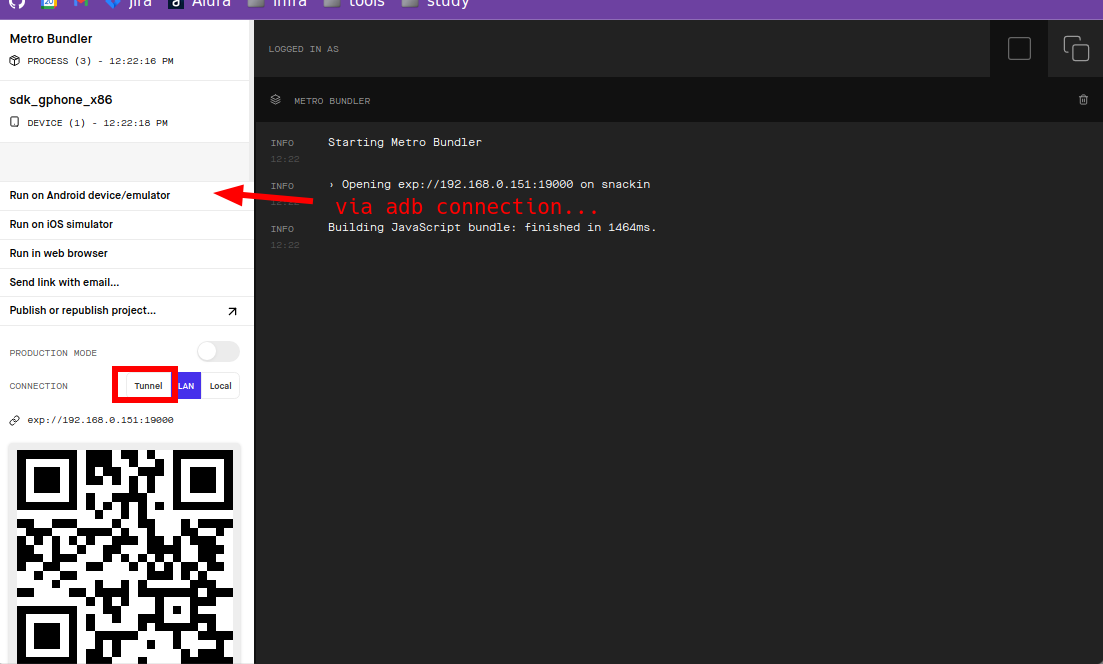 20
jira
a Alura
infra
tools
study
Metro Bundler
PROCESS (3) - 12:22:16 PM
sdk_gphone_x86
DEVICE (1) - 12:22:18 PM
Run on Android device/emulator
Run on iOS simulator
Run in web browser
Send link with email...
Publish or republish project...
PRODUCTION MODE
CONNECTION
Tunnel
LAN
Local
exp://192.168.0.151:19000
LOGGED IN AS
METRO BUNDLER
INFO Starting Metro Bundler
12:22
INFO › Opening exp://192.168.0.151:19000 on snackin
12:22
via adb connection...
INFO Building JavaScript bundle: finished in 1464ms.
12:22